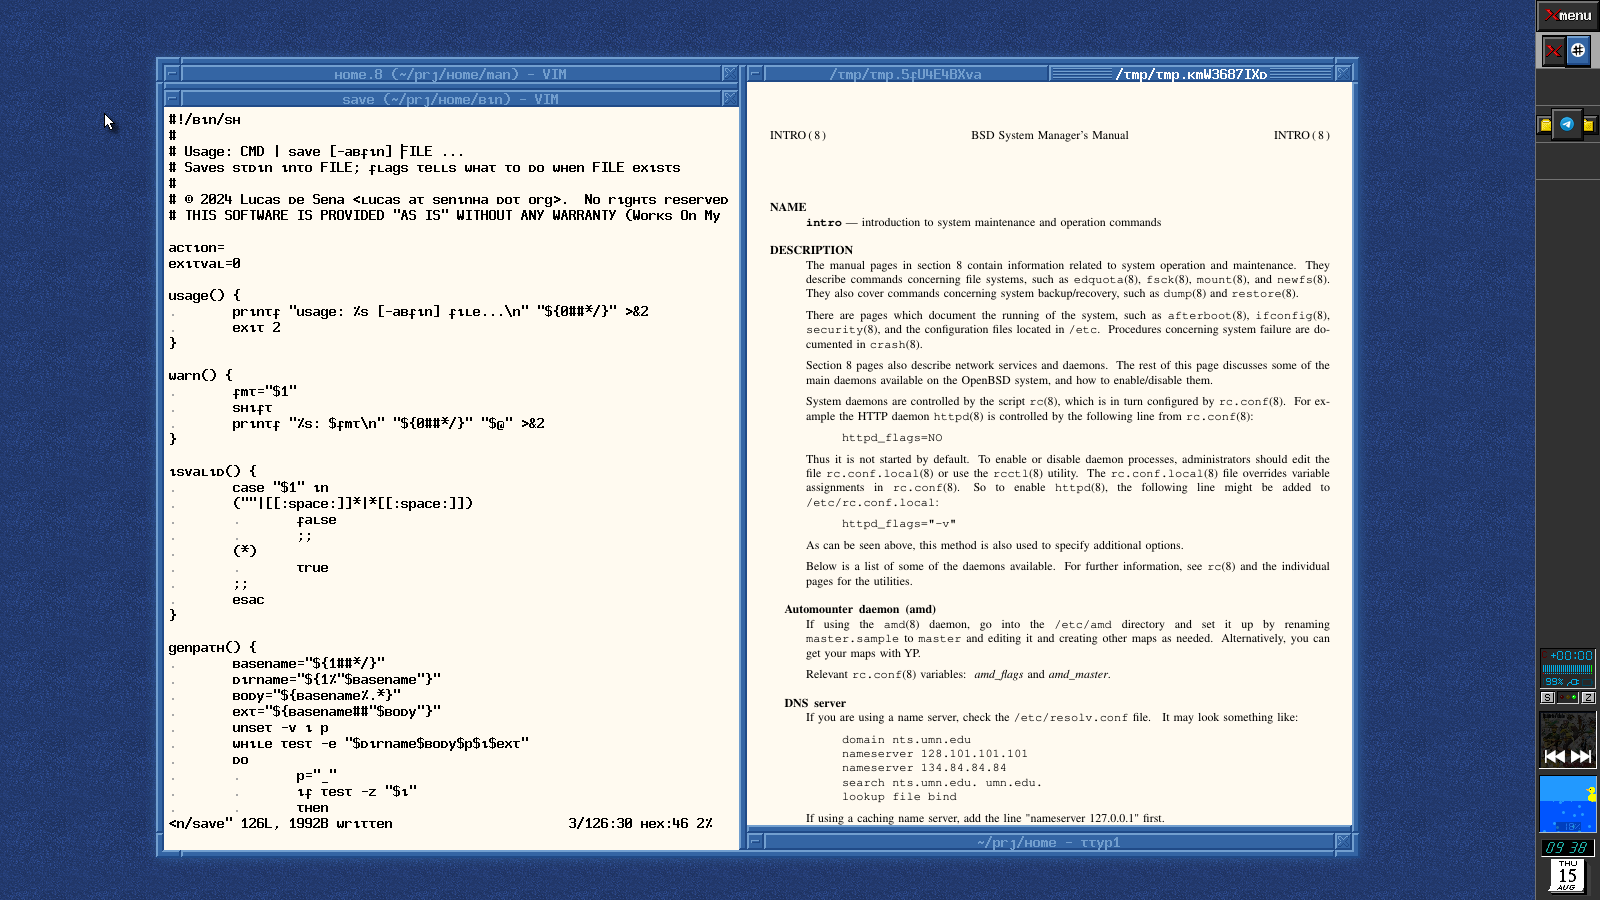 home.8 (~/prj/home/man) - VIM
save (~/prj/home/bin) - VIM
#!/bin/sh
#
# Usage: CMD | save [-abfin] FILE ...
# Saves stdin into FILE; flags tells what to do when FILE exists
#
# © 2024 Lucas de Sena <lucas at seninha dot org>.  No rights reserved
# THIS SOFTWARE IS PROVIDED "AS IS" WITHOUT ANY WARRANTY (Works On My
action=
exitval=0
usage() {
.       printf "usage: %s [-abfin] file...\n" "${0##*/}" >&2
.       exit 2
}
warn() {
.       fmt="$1"
.       shift
.       printf "%s: $fmt\n" "${0##*/}" "$@" >&2
}
isvalid() {
.       case "$1" in
.       (""|[[:space:]]*|*[[:space:]])
.       .       false
.       .       ;;
.       (*)
.       .       true
.       ;;
.       esac
}
genpath() {
.       basename="${1##*/}"
.       dirname="${1%"$basename"}"
.       body="${basename%.*}"
.       ext="${basename##"$body"}"
.       unset -v i p
.       while test -e "$dirname$body$p$i$ext"
.       do
.       .       p="_"
.       .       if test -z "$i"
.       .       then
<n/save" 126L, 1992B written                      3/126:30 hex:46 2%
/tmp/tmp.5fU4E4BXva
/tmp/tmp.kmW3687IXD
INTRO(8) BSD System Manager's Manual INTRO(8)
NAME
intro — introduction to system maintenance and operation commands
DESCRIPTION
The manual pages in section 8 contain information related to system operation and maintenance. They
describe commands concerning file systems, such as edquota(8), fsck(8), mount(8), and newfs(8).
They also cover commands concerning system backup/recovery, such as dump(8) and restore(8).
There are pages which document the running of the system, such as afterboot(8), ifconfig(8),
security(8), and the configuration files located in /etc. Procedures concerning system failure are do-
cumented in crash(8).
Section 8 pages also describe network services and daemons. The rest of this page discusses some of the
main daemons available on the OpenBSD system, and how to enable/disable them.
System daemons are controlled by the script rc(8), which is in turn configured by rc.conf(8). For ex-
ample the HTTP daemon httpd(8) is controlled by the following line from rc.conf(8):
httpd_flags=NO
Thus it is not started by default. To enable or disable daemon processes, administrators should edit the
file rc.conf.local(8) or use the rcctl(8) utility. The rc.conf.local(8) file overrides variable
assignments in rc.conf(8). So to enable httpd(8), the following line might be added to
/etc/rc.conf.local:
httpd_flags="-v"
As can be seen above, this method is also used to specify additional options.
Below is a list of some of the daemons available. For further information, see rc(8) and the individual
pages for the utilities.
Automounter daemon (amd)
If using the amd(8) daemon, go into the /etc/amd directory and set it up by renaming
master.sample to master and editing it and creating other maps as needed. Alternatively, you can
get your maps with YP.
Relevant rc.conf(8) variables: amd_flags and amd_master.
DNS server
If you are using a name server, check the /etc/resolv.conf file. It may look something like:
domain nts.umn.edu
nameserver 128.101.101.101
nameserver 134.84.84.84
search nts.umn.edu. umn.edu.
lookup file bind
If using a caching name server, add the line "nameserver 127.0.0.1" first.
~/prj/home - ttyp1
Xmenu
+00:00
99%
S Z
09 38
THU
15
AUG